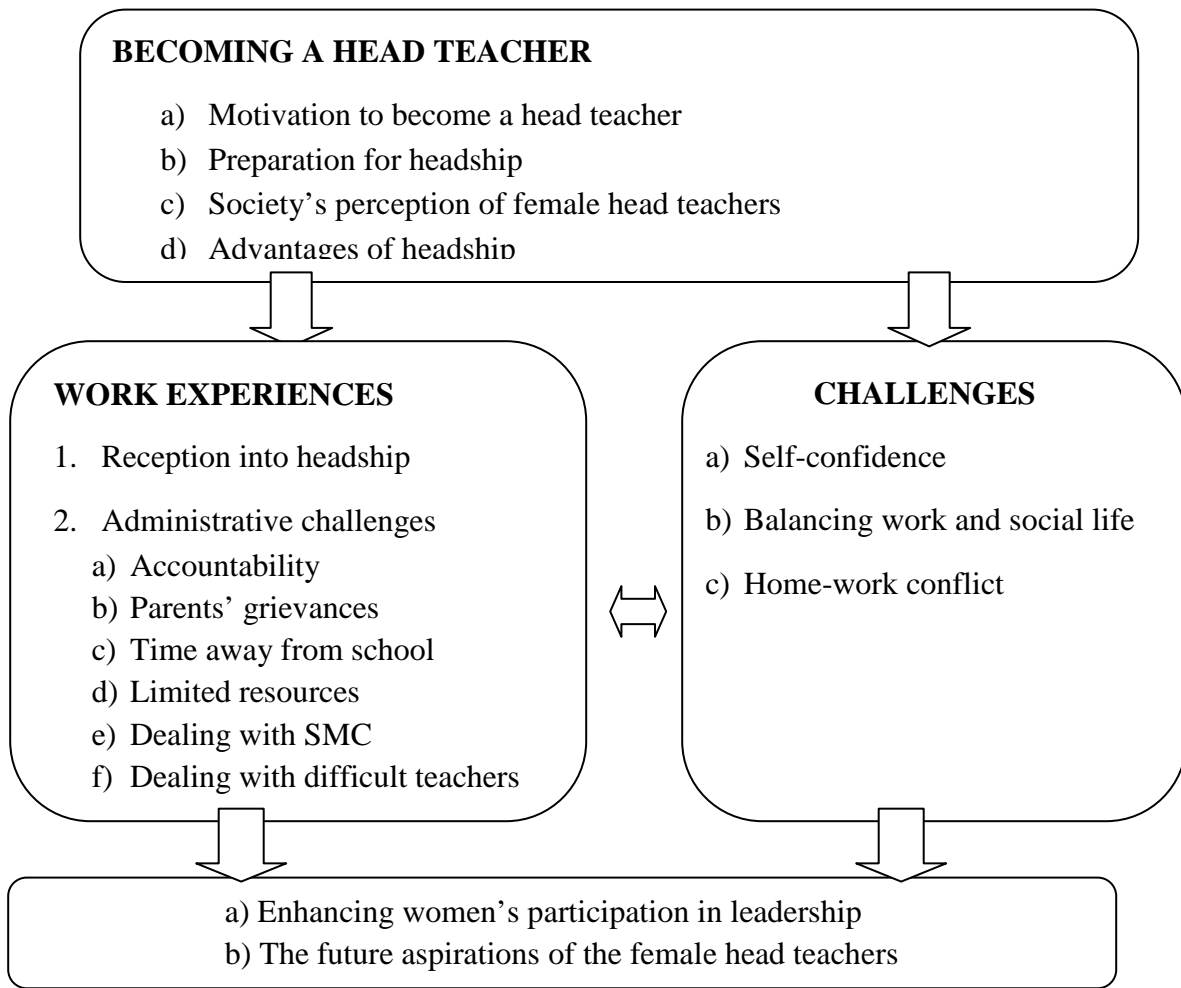 BECOMING A HEAD TEACHER
a) Motivation to become a head teacher
b) Preparation for headship
c) Society’s perception of female head teachers
d) Advantages of headship
WORK EXPERIENCES
1. Reception into headship
2. Administrative challenges
a) Accountability
b) Parents’ grievances
c) Time away from school
d) Limited resources
e) Dealing with SMC
f) Dealing with difficult teachers
CHALLENGES
a) Self-confidence
b) Balancing work and social life
c) Home-work conflict
a) Enhancing women’s participation in leadership
b) The future aspirations of the female head teachers